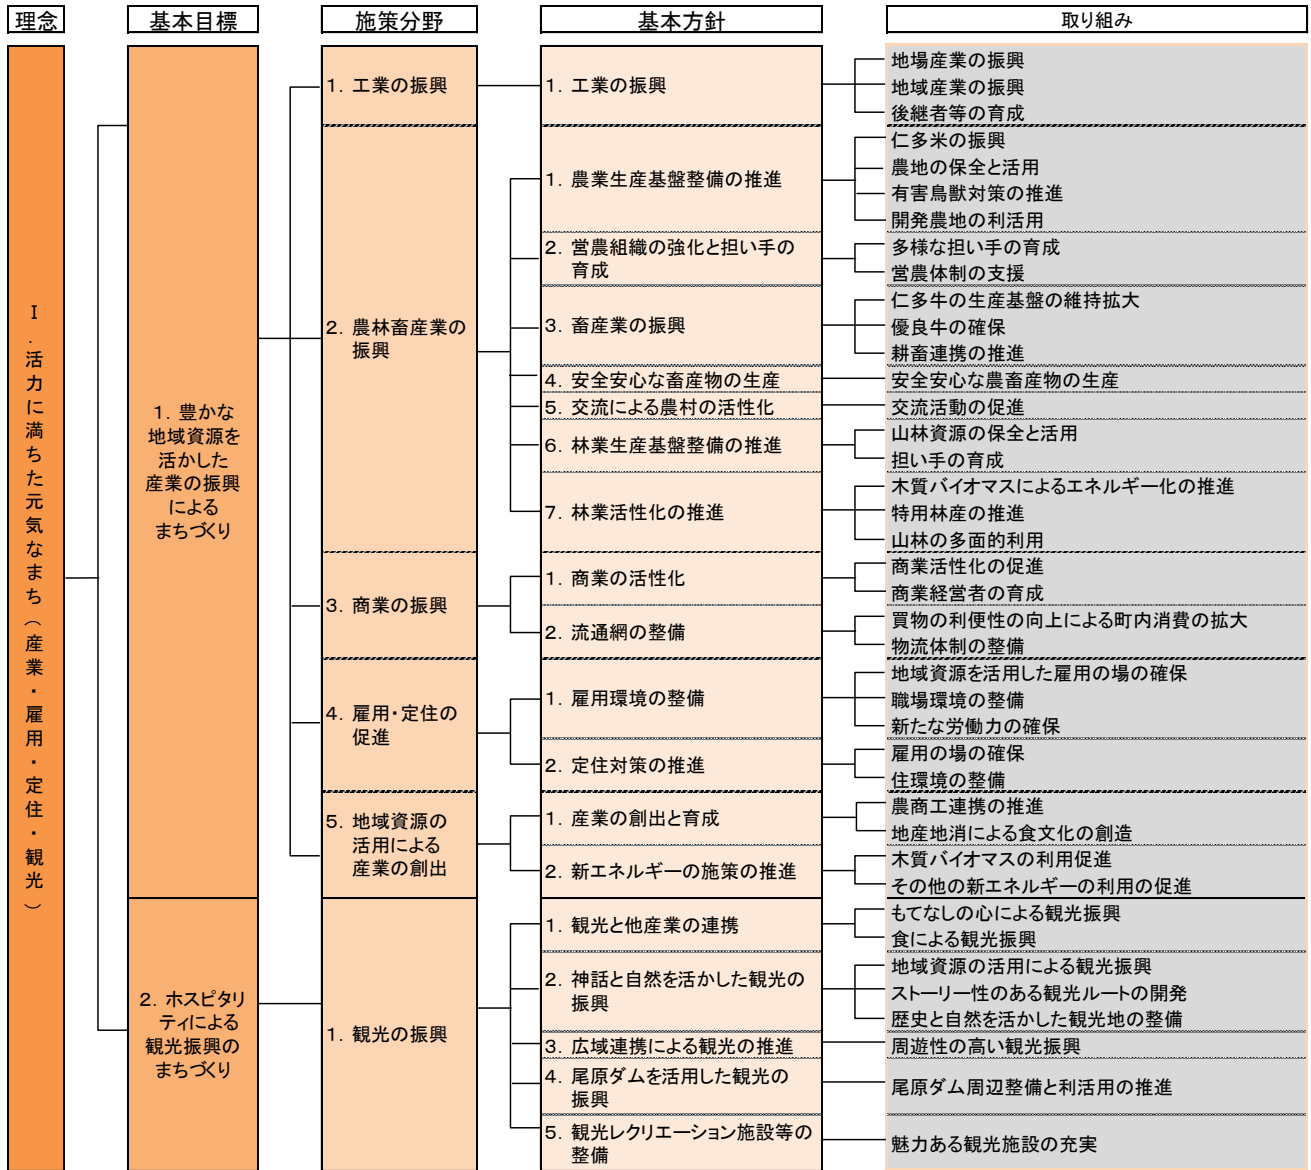 理念
基本目標
施策分野
基本方針
取り組み
Ⅰ．活力に満ちた元気なまち（産業・雇用・定住・観光）
1．豊かな
地域資源を
活かした
産業の振興
による
まちづくり
1．工業の振興
1．工業の振興
地場産業の振興
地域産業の振興
後継者等の育成
2．農林畜産業の
振興
1．農業生産基盤整備の推進
仁多米の振興
農地の保全と活用
有害鳥獣対策の推進
開発農地の利活用
2．営農組織の強化と担い手の
育成
多様な担い手の育成
営農体制の支援
3．畜産業の振興
仁多牛の生産基盤の維持拡大
優良牛の確保
耕畜連携の推進
4．安全安心な畜産物の生産
安全安心な農畜産物の生産
5．交流による農村の活性化
交流活動の促進
6．林業生産基盤整備の推進
山林資源の保全と活用
担い手の育成
7．林業活性化の推進
木質バイオマスによるエネルギー化の推進
特用林産の推進
山林の多面的利用
3．商業の振興
1．商業の活性化
商業活性化の促進
商業経営者の育成
2．流通網の整備
買物の利便性の向上による町内消費の拡大
物流体制の整備
4．雇用・定住の
促進
1．雇用環境の整備
地域資源を活用した雇用の場の確保
職場環境の整備
新たな労働力の確保
2．定住対策の推進
雇用の場の確保
住環境の整備
5．地域資源の
活用による
産業の創出
1．産業の創出と育成
農商工連携の推進
地産地消による食文化の創造
2．新エネルギーの施策の推進
木質バイオマスの利用促進
その他の新エネルギーの利用の促進
2．ホスピタリ
ティによる
観光振興の
まちづくり
1．観光の振興
1．観光と他産業の連携
もてなしの心による観光振興
食による観光振興
2．神話と自然を活かした観光の
振興
地域資源の活用による観光振興
ストーリー性のある観光ルートの開発
歴史と自然を活かした観光地の整備
3．広域連携による観光の推進
周遊性の高い観光振興
4．尾原ダムを活用した観光の
振興
尾原ダム周辺整備と利活用の推進
5．観光レクリエーション施設等の
整備
魅力ある観光施設の充実